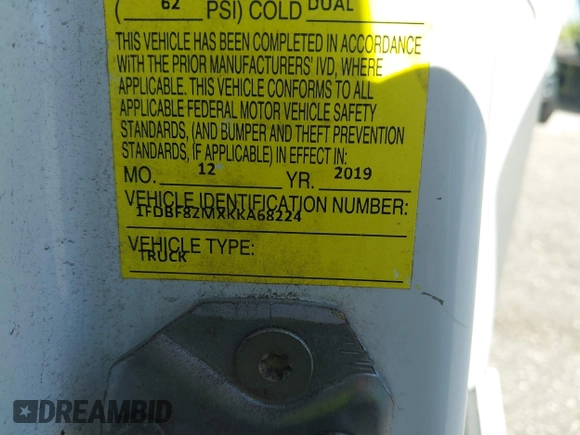 ( 62 PSI) COLD DUAL
THIS VEHICLE HAS BEEN COMPLETED IN ACCORDANCE
WITH THE PRIOR MANUFACTURERS' IVD, WHERE
APPLICABLE. THIS VEHICLE CONFORMS TO ALL
APPLICABLE FEDERAL MOTOR VEHICLE SAFETY
STANDARDS, (AND BUMPER AND THEFT PREVENTION
STANDARDS, IF APPLICABLE) IN EFFECT IN:
MO. 12 YR. 2019
VEHICLE IDENTIFICATION NUMBER:
1FDBF8ZMXKKA68224
VEHICLE TYPE:
TRUCK
DREAMBID